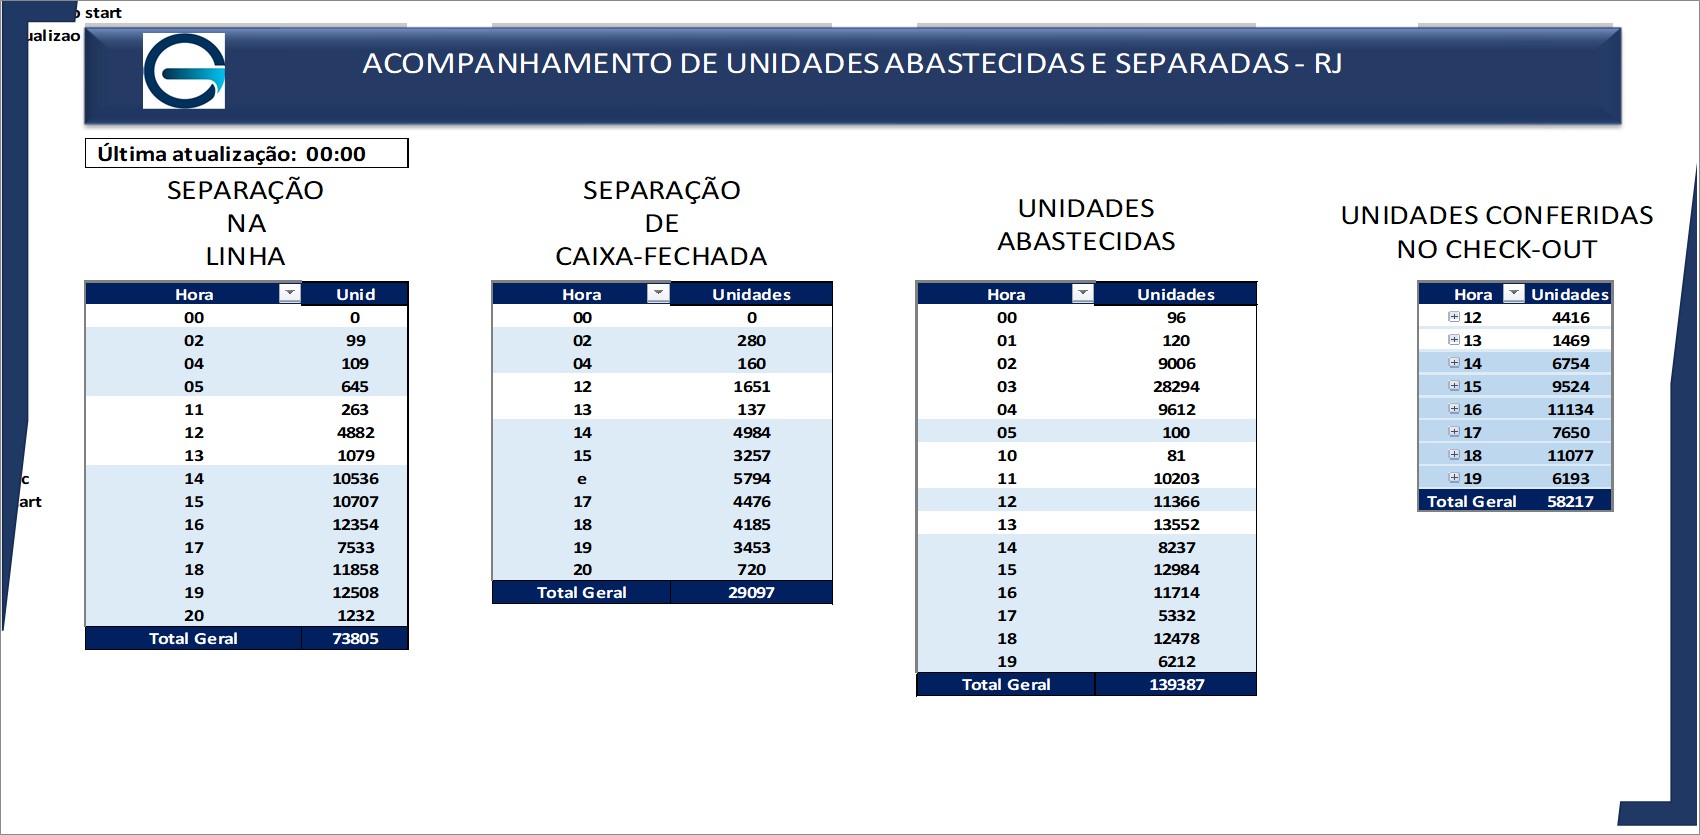 start
ualizao
ACOMPANHAMENTO DE UNIDADES ABASTECIDAS E SEPARADAS - RJ
Última atualização: 00:00
SEPARAÇÃO
NA
LINHA
Hora Unid
00 0
02 99
04 109
05 645
11 263
12 4882
13 1079
14 10536
15 10707
16 12354
17 7533
18 11858
19 12508
20 1232
Total Geral 73805
SEPARAÇÃO
DE
CAIXA-FECHADA
Hora Unidades
00 0
02 280
04 160
12 1651
13 137
14 4984
15 3257
e 5794
17 4476
18 4185
19 3453
20 720
Total Geral 29097
UNIDADES
ABASTECIDAS
Hora Unidades
00 96
01 120
02 9006
03 28294
04 9612
05 100
10 81
11 10203
12 11366
13 13552
14 8237
15 12984
16 11714
17 5332
18 12478
19 6212
Total Geral 139387
UNIDADES CONFERIDAS
NO CHECK-OUT
Hora Unidades
12 4416
13 1469
14 6754
15 9524
16 11134
17 7650
18 11077
19 6193
Total Geral 58217
c
art